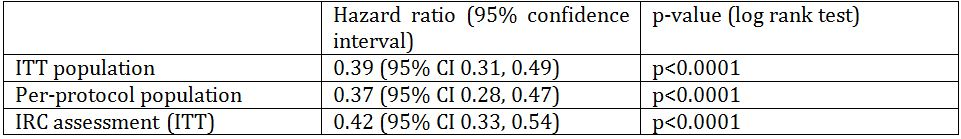 Hazard ratio (95% confidence interval) p-value (log rank test)
ITT population 0.39 (95% CI 0.31, 0.49) p<0.0001
Per-protocol population 0.37 (95% CI 0.28, 0.47) p<0.0001
IRC assessment (ITT) 0.42 (95% CI 0.33, 0.54) p<0.0001